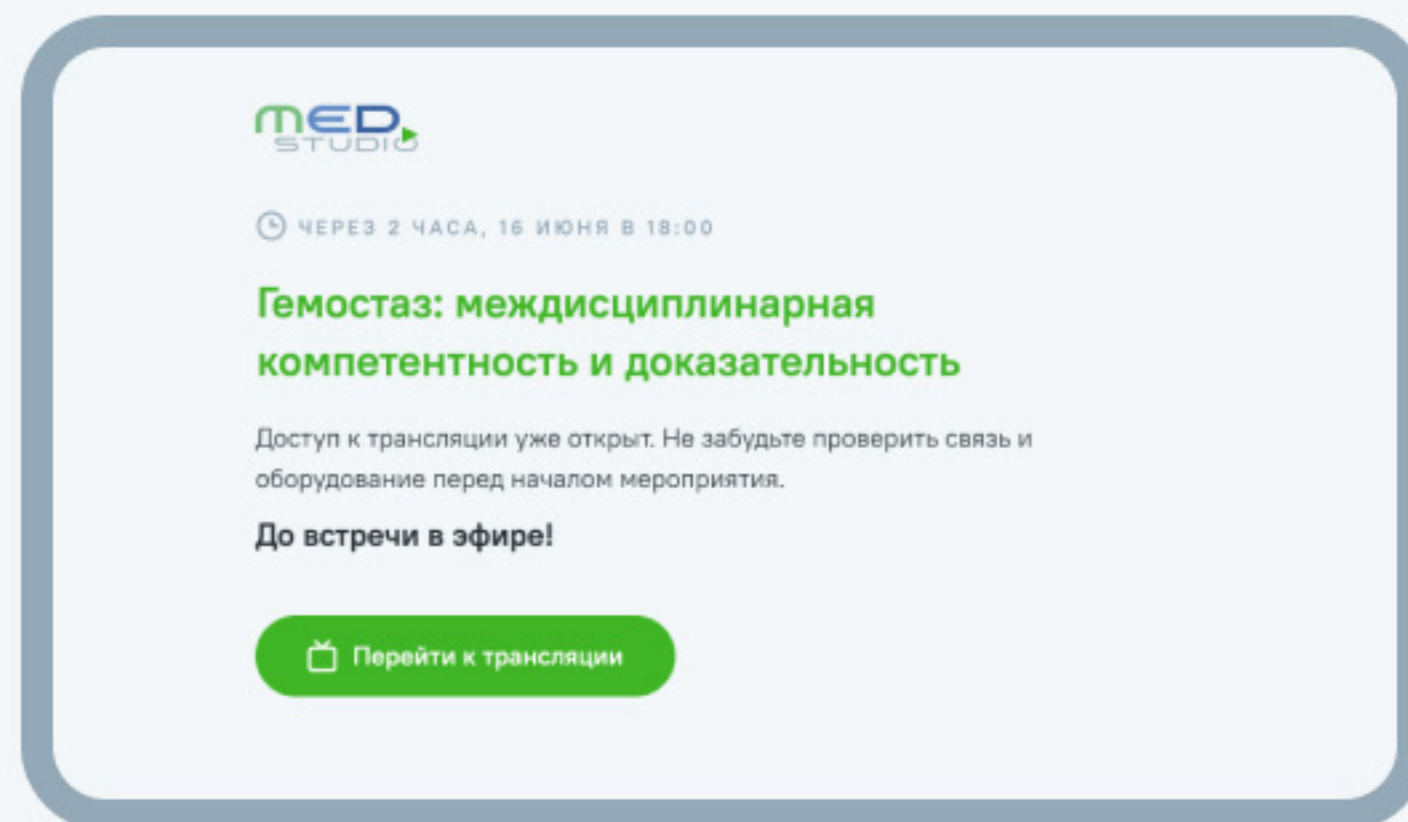 MED
STUDIO
ЧЕРЕЗ 2 ЧАСА, 16 ИЮНЯ В 18:00
Гемостаз: междисциплинарная
компетентность и доказательность
Доступ к трансляции уже открыт. Не забудьте проверить связь и
оборудование перед началом мероприятия.
До встречи в эфире!
Перейти к трансляции